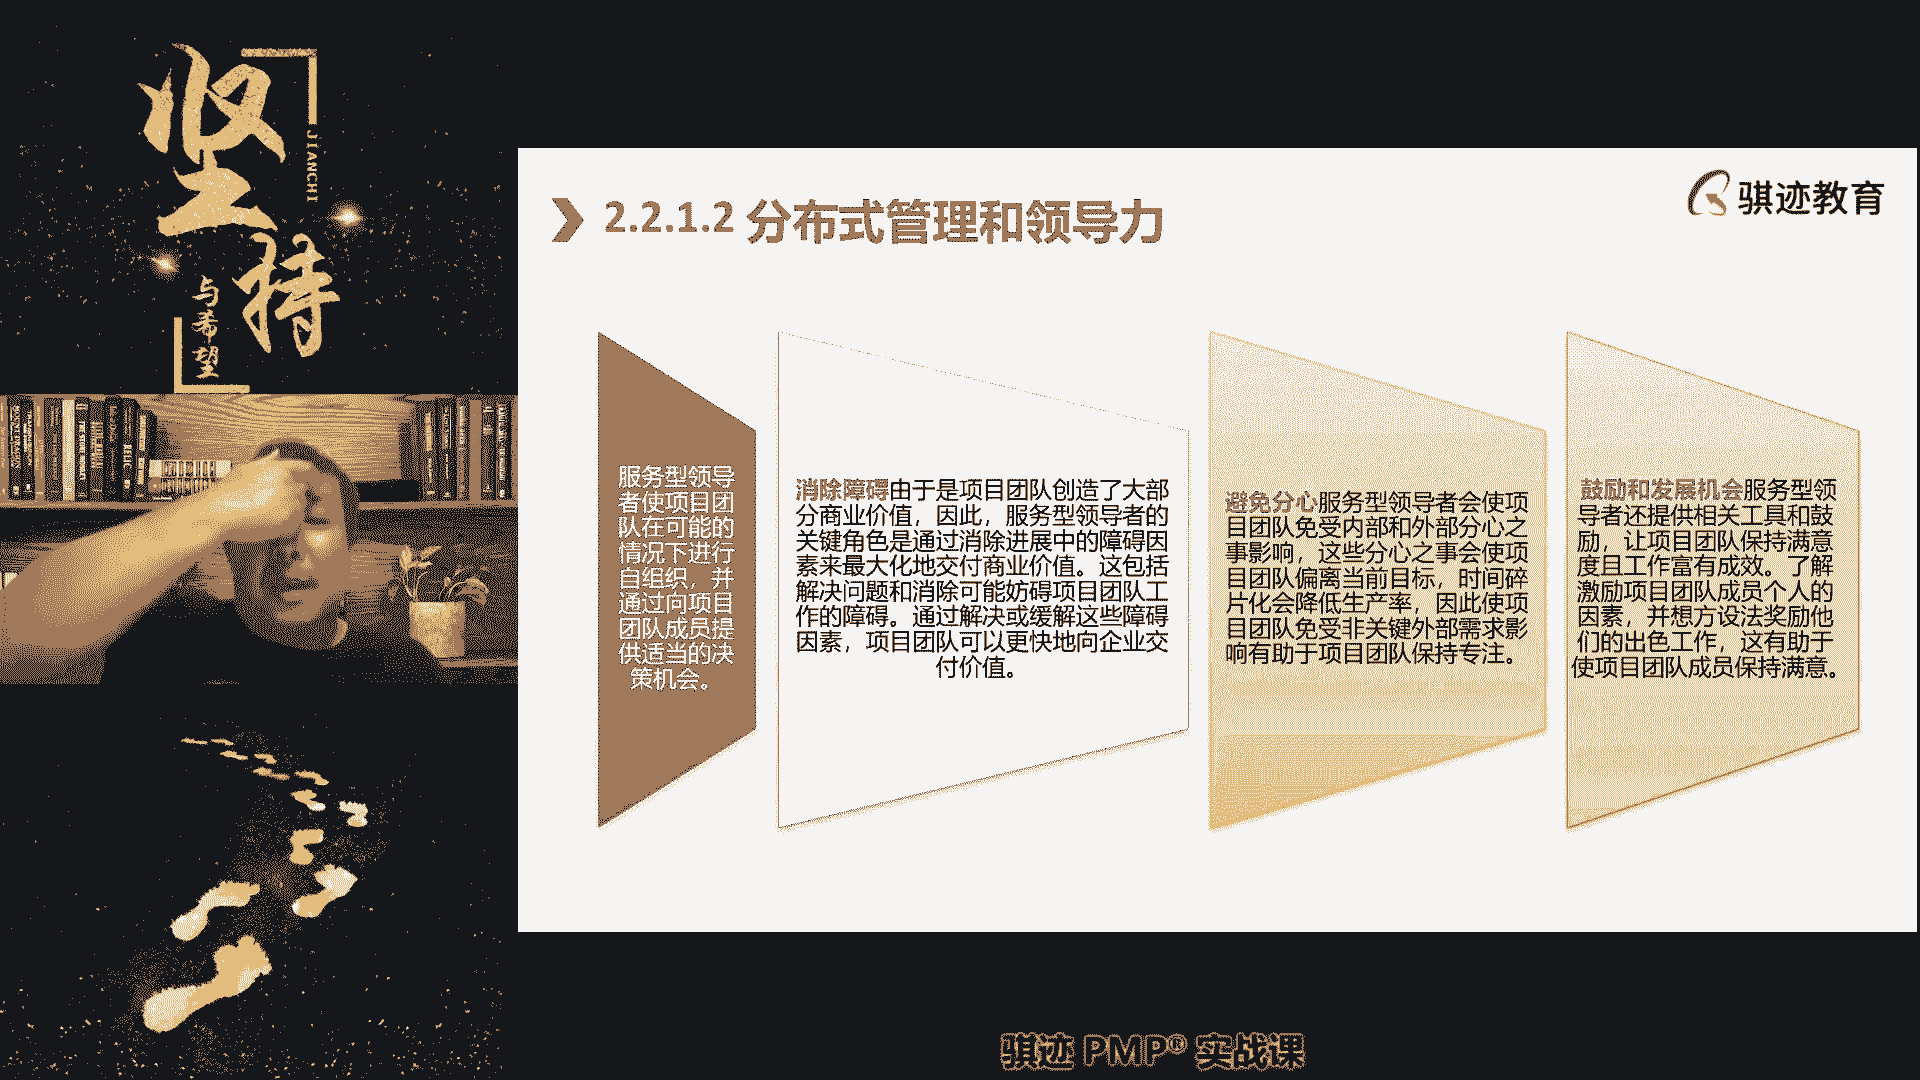 坚持
JIANCHI
与希望
骐迹教育
2.2.1.2 分布式管理和领导力
服务型领导
者使项目团
队在可能的
情况下进行
自组织，并
通过向项目
团队成员提
供适当的决
策机会。
消除障碍由于是项目团队创造了大部
分商业价值，因此，服务型领导者的
关键角色是通过消除进展中的障碍因
素来最大化地交付商业价值。这包括
解决问题和消除可能妨碍项目团队工
作的障碍。通过解决或缓解这些障碍
因素，项目团队可以更快地向企业交
付价值。
避免分心服务型领导者会使项
目团队免受内部和外部分心之
事影响，这些分心之事会使项
目团队偏离当前目标，时间碎
片化会降低生产率，因此使项
目团队免受非关键外部需求影
响有助于项目团队保持专注。
鼓励和发展机会服务型领
导者还提供相关工具和鼓
励，让项目团队保持满意
度且工作富有成效。了解
激励项目团队成员个人的
因素，并想方设法奖励他
们的出色工作，这有助于
使项目团队成员保持满意。
骐迹 PMP® 实战课